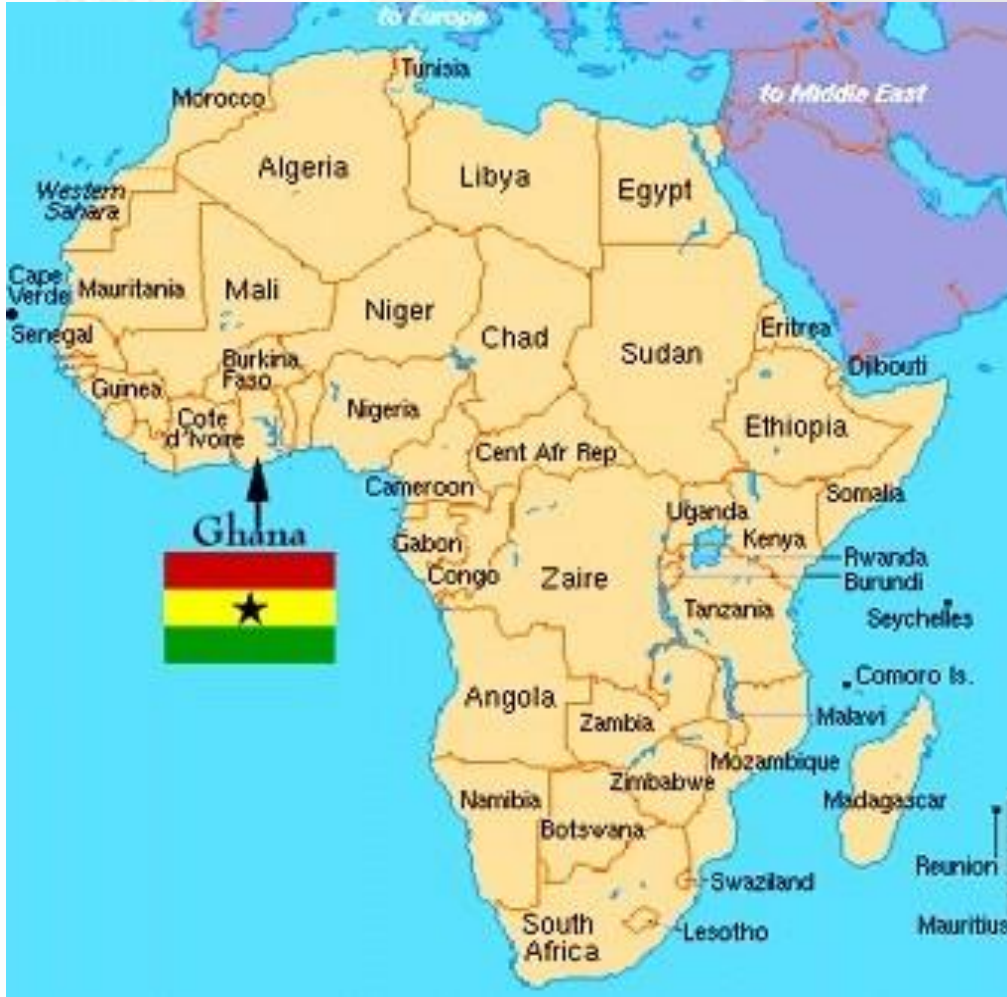 to Europe
Tunisia
to Middle East
Morocco
Algeria
Libya
Egypt
Western
Sahara
Cape
Verde
Mauritania
Mali
Niger
Chad
Sudan
Eritrea
Senegal
Burkina
Faso
Djibouti
Guinea
Cote
d'Ivoire
Nigeria
Ethiopia
Cent Afr Rep
Cameroon
Somalia
Ghana
Uganda
Kenya
Gabon
Congo
Zaire
Rwanda
Burundi
Tanzania
Seychelles
Comoro Is.
Angola
Zambia
Malawi
Mozambique
Zimbabwe
Namibia
Madagascar
Botswana
Reunion
Swaziland
South
Africa
Lesotho
Mauritius